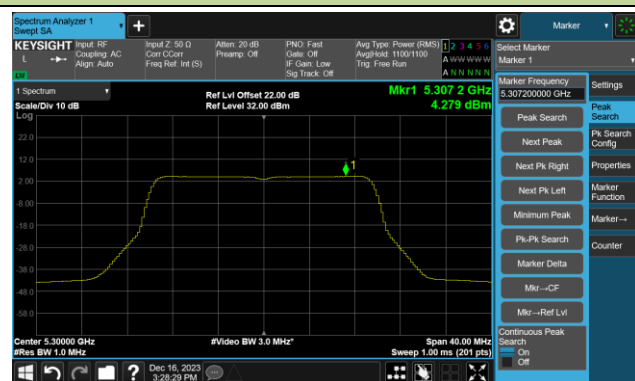 Spectrum Analyzer 1
Swept SA
+
Marker
KEYSIGHT
L
Input: RF
Coupling: AC
Align: Auto
Input Z: 50 Ω
Corr CCorr
Freq Ref: Int (S)
Atten: 20 dB
Preamp: Off
PNO: Fast
Gate: Off
IF Gain: Low
Sig Track: Off
Avg Type: Power (RMS)
Avg|Hold: 1100/1100
Trig: Free Run
1 2 3 4 5 6
A W W W W W
A N N N N N
Select Marker
Marker 1
1 Spectrum
Scale/Div 10 dB
Ref Lvl Offset 22.00 dB
Ref Level 32.00 dBm
Mkr1 5.307 2 GHz
4.279 dBm
Log
22.0
12.0
2.00
-8.00
-18.0
-28.0
-38.0
-48.0
-58.0
1
Center 5.30000 GHz
#Res BW 1.0 MHz
#Video BW 3.0 MHz*
Span 40.00 MHz
Sweep 1.00 ms (201 pts)
Marker Frequency
5.307200000 GHz
Peak Search
Next Peak
Next Pk Right
Next Pk Left
Minimum Peak
Pk-Pk Search
Marker Delta
Mkr→CF
Mkr→Ref Lvl
Continuous Peak
Search
On
Off
Settings
Peak
Search
Pk Search
Config
Properties
Marker
Function
Marker→
Counter
?
Dec 16, 2023
3:28:29 PM